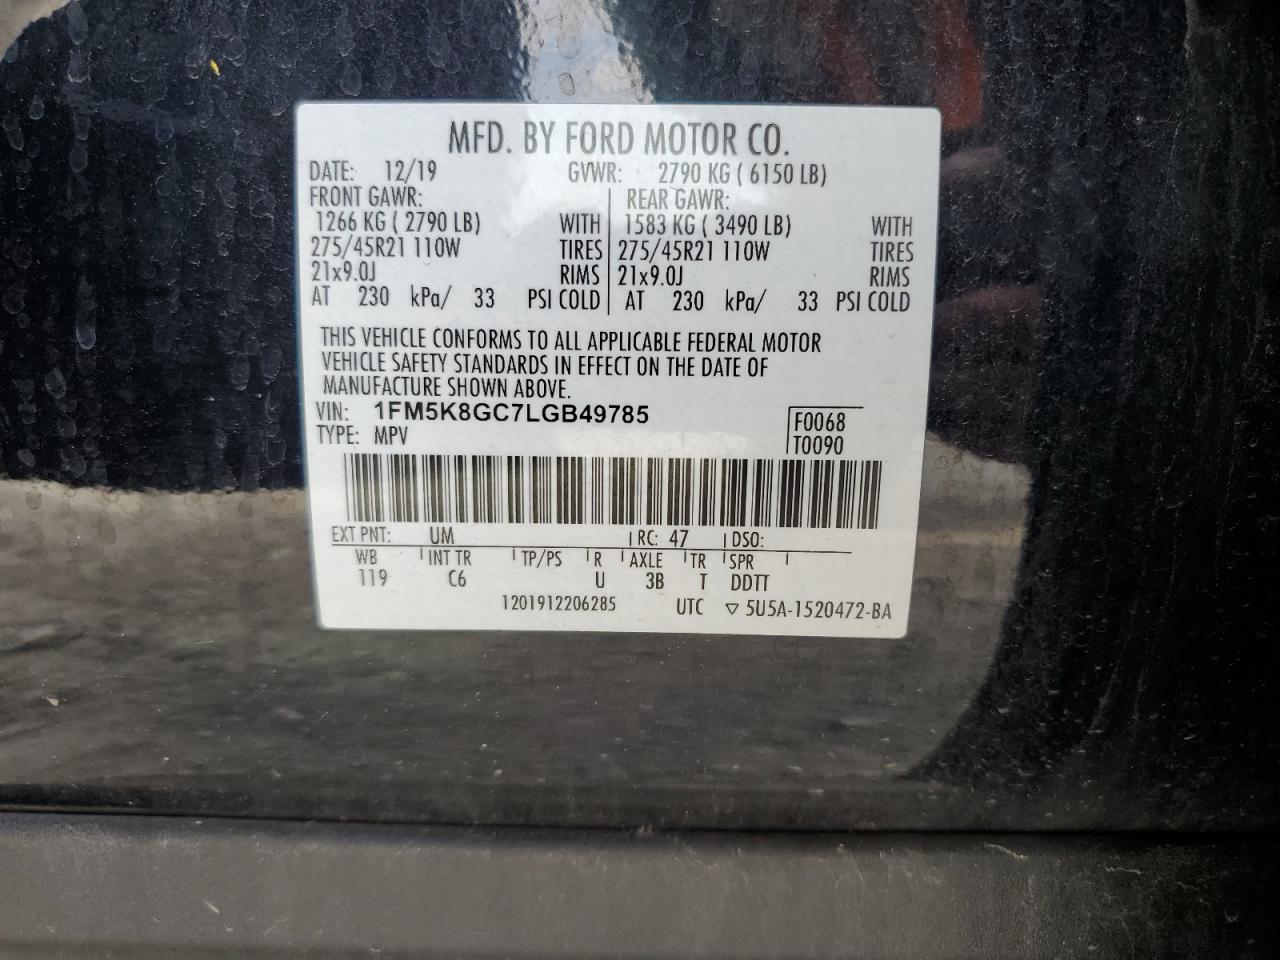 MFD. BY FORD MOTOR CO.
DATE: 12/19 GVWR: 2790 KG ( 6150 LB)
FRONT GAWR: REAR GAWR:
1266 KG ( 2790 LB) WITH 1583 KG ( 3490 LB) WITH
275/45R21 110W TIRES 275/45R21 110W TIRES
21x9.0J RIMS 21x9.0J RIMS
AT 230 kPa/ 33 PSI COLD AT 230 kPa/ 33 PSI COLD
THIS VEHICLE CONFORMS TO ALL APPLICABLE FEDERAL MOTOR
VEHICLE SAFETY STANDARDS IN EFFECT ON THE DATE OF
MANUFACTURE SHOWN ABOVE.
VIN: 1FM5K8GC7LGB49785 F0068
TYPE: MPV T0090
EXT PNT: UM RC: 47 DSO:
WB INT TR TP/PS R AXLE TR SPR
119 C6 U 3B T DDTT
1201912206285 UTC ▽ 5U5A-1520472-BA